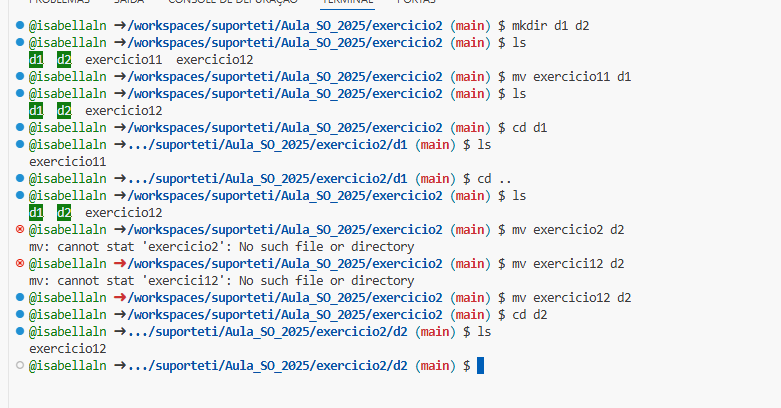 PROBLEMAS SAÍDA CONSOLE DE DEPURAÇÃO TERMINAL PORTAS
@isabellaln ➜/workspaces/suporteti/Aula_SO_2025/exercicio2 (main) $ mkdir d1 d2
@isabellaln ➜/workspaces/suporteti/Aula_SO_2025/exercicio2 (main) $ ls
d1 d2 exercicio11 exercicio12
@isabellaln ➜/workspaces/suporteti/Aula_SO_2025/exercicio2 (main) $ mv exercicio11 d1
@isabellaln ➜/workspaces/suporteti/Aula_SO_2025/exercicio2 (main) $ ls
d1 d2 exercicio12
@isabellaln ➜/workspaces/suporteti/Aula_SO_2025/exercicio2 (main) $ cd d1
@isabellaln ➜.../suporteti/Aula_SO_2025/exercicio2/d1 (main) $ ls
exercicio11
@isabellaln ➜.../suporteti/Aula_SO_2025/exercicio2/d1 (main) $ cd ..
@isabellaln ➜/workspaces/suporteti/Aula_SO_2025/exercicio2 (main) $ ls
d1 d2 exercicio12
@isabellaln ➜/workspaces/suporteti/Aula_SO_2025/exercicio2 (main) $ mv exercicio2 d2
mv: cannot stat 'exercicio2': No such file or directory
@isabellaln ➜/workspaces/suporteti/Aula_SO_2025/exercicio2 (main) $ mv exercici12 d2
mv: cannot stat 'exercici12': No such file or directory
@isabellaln ➜/workspaces/suporteti/Aula_SO_2025/exercicio2 (main) $ mv exercicio12 d2
@isabellaln ➜/workspaces/suporteti/Aula_SO_2025/exercicio2 (main) $ cd d2
@isabellaln ➜.../suporteti/Aula_SO_2025/exercicio2/d2 (main) $ ls
exercicio12
@isabellaln ➜.../suporteti/Aula_SO_2025/exercicio2/d2 (main) $